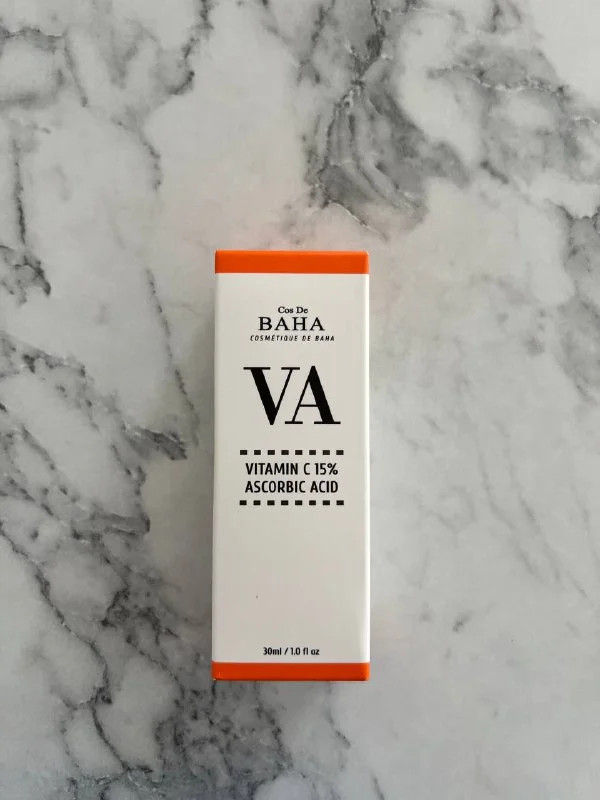 Cos De
BAHA
COSMÉTIQUE DE BAHA
VA
VITAMIN C 15%
ASCORBIC ACID
30ml / 1.0 fl oz